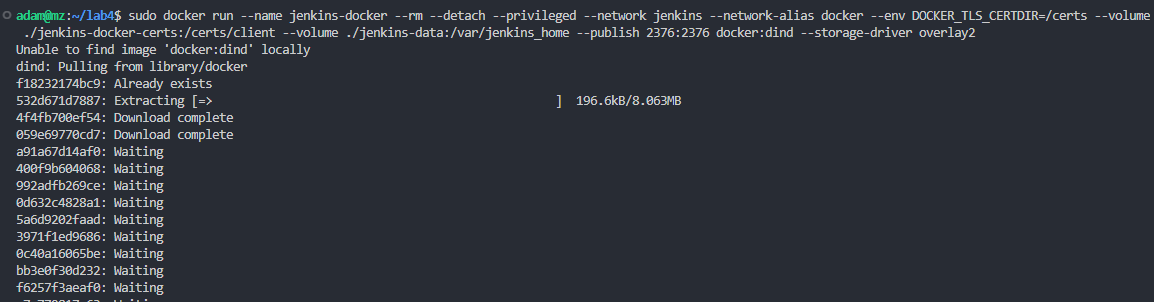 adam@mz:~/lab4$ sudo docker run --name jenkins-docker --rm --detach --privileged --network jenkins --network-alias docker --env DOCKER_TLS_CERTDIR=/certs --volume
./jenkins-docker-certs:/certs/client --volume ./jenkins-data:/var/jenkins_home --publish 2376:2376 docker:dind --storage-driver overlay2
Unable to find image 'docker:dind' locally
dind: Pulling from library/docker
f18232174bc9: Already exists
532d671d7887: Extracting [=>                                                 ]  196.6kB/8.063MB
4f4fb700ef54: Download complete
059e69770cd7: Download complete
a91a67d14af0: Waiting
400f9b604068: Waiting
992adfb269ce: Waiting
0d632c4828a1: Waiting
5a6d9202faad: Waiting
3971f1ed9686: Waiting
0c40a16065be: Waiting
bb3e0f30d232: Waiting
f6257f3aeaf0: Waiting